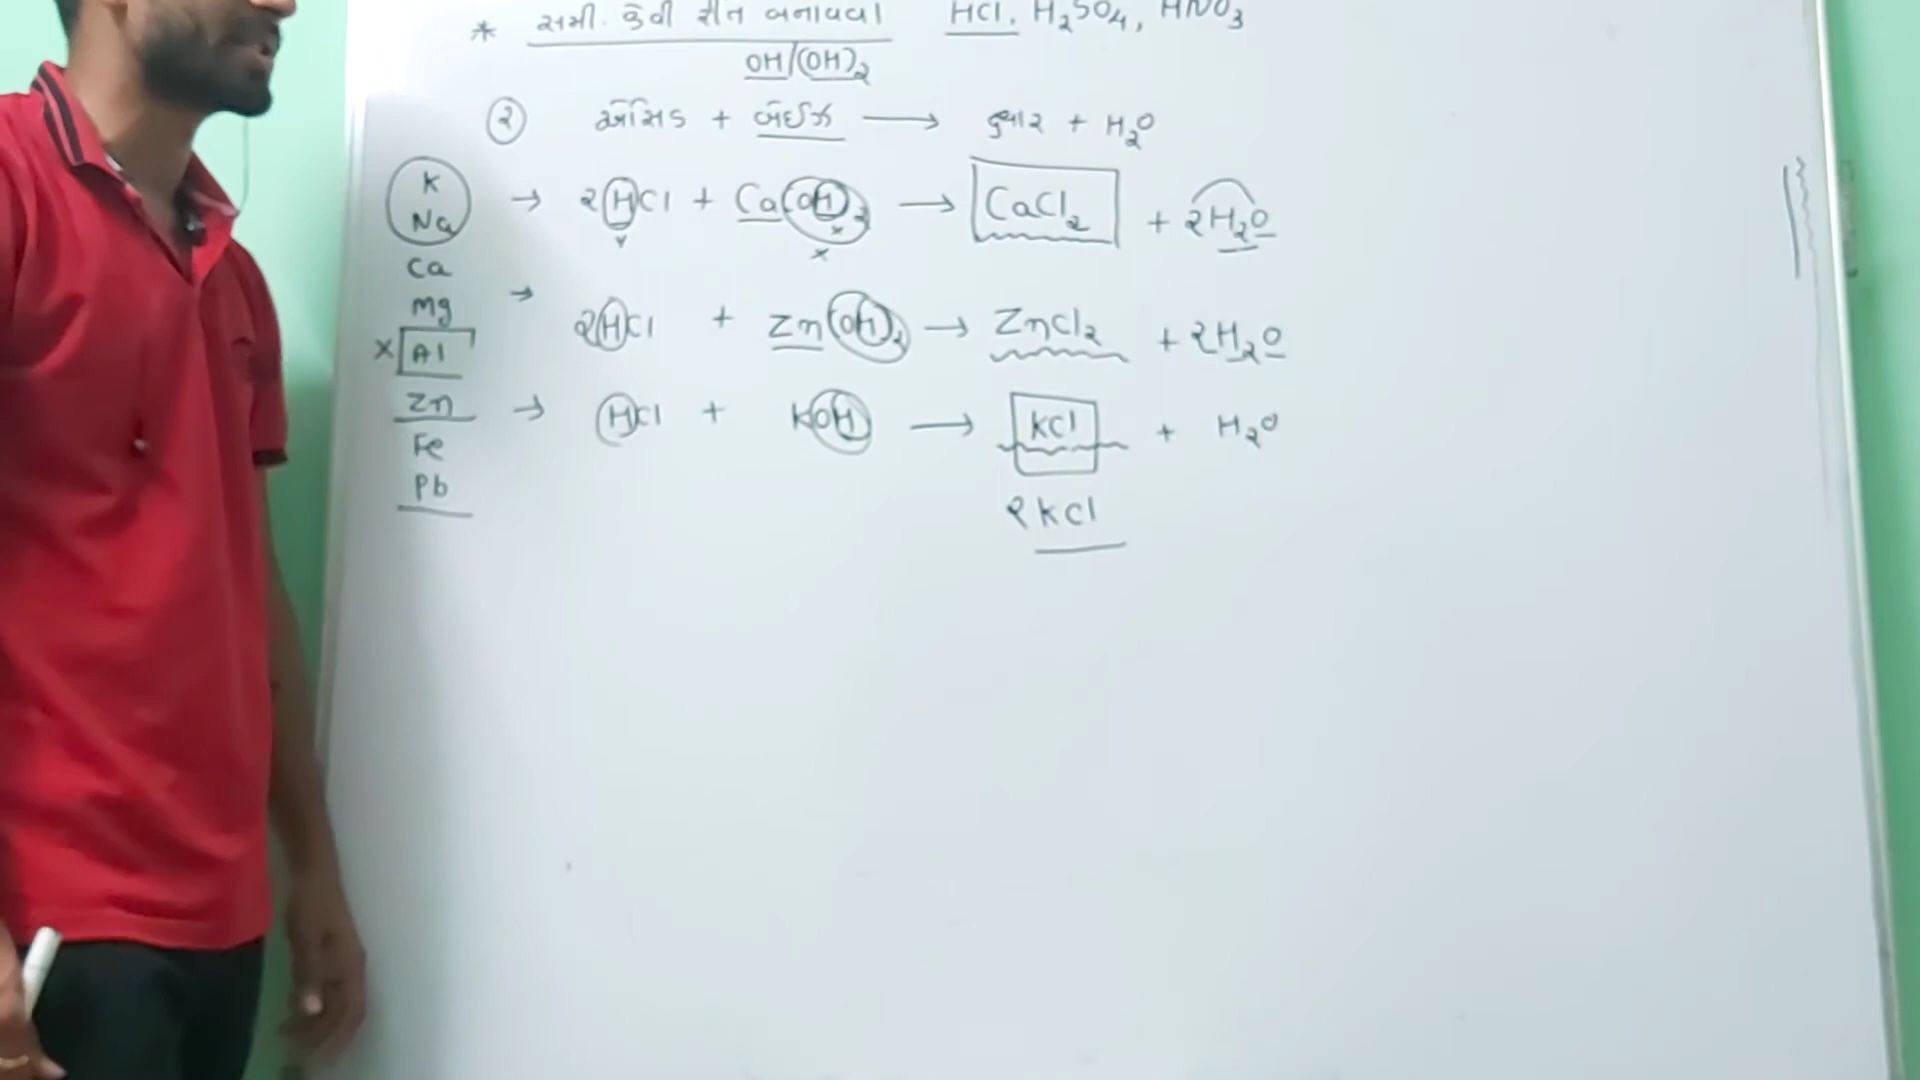 * સમી. કેવી રીતે બનાવવા HCl, H₂SO₄, HNO₃
OH/(OH)₂
૨ ઍસિડ + બેઈઝ → ક્ષાર + H₂O
K
Na
Ca
Mg
x Al
Zn
Fe
Pb
→ 2HCl + Ca(OH)₂ → CaCl₂ + 2H₂O
→ 2HCl + Zn(OH)₂ → ZnCl₂ + 2H₂O
→ HCl + KOH → KCl + H₂O
2KCl